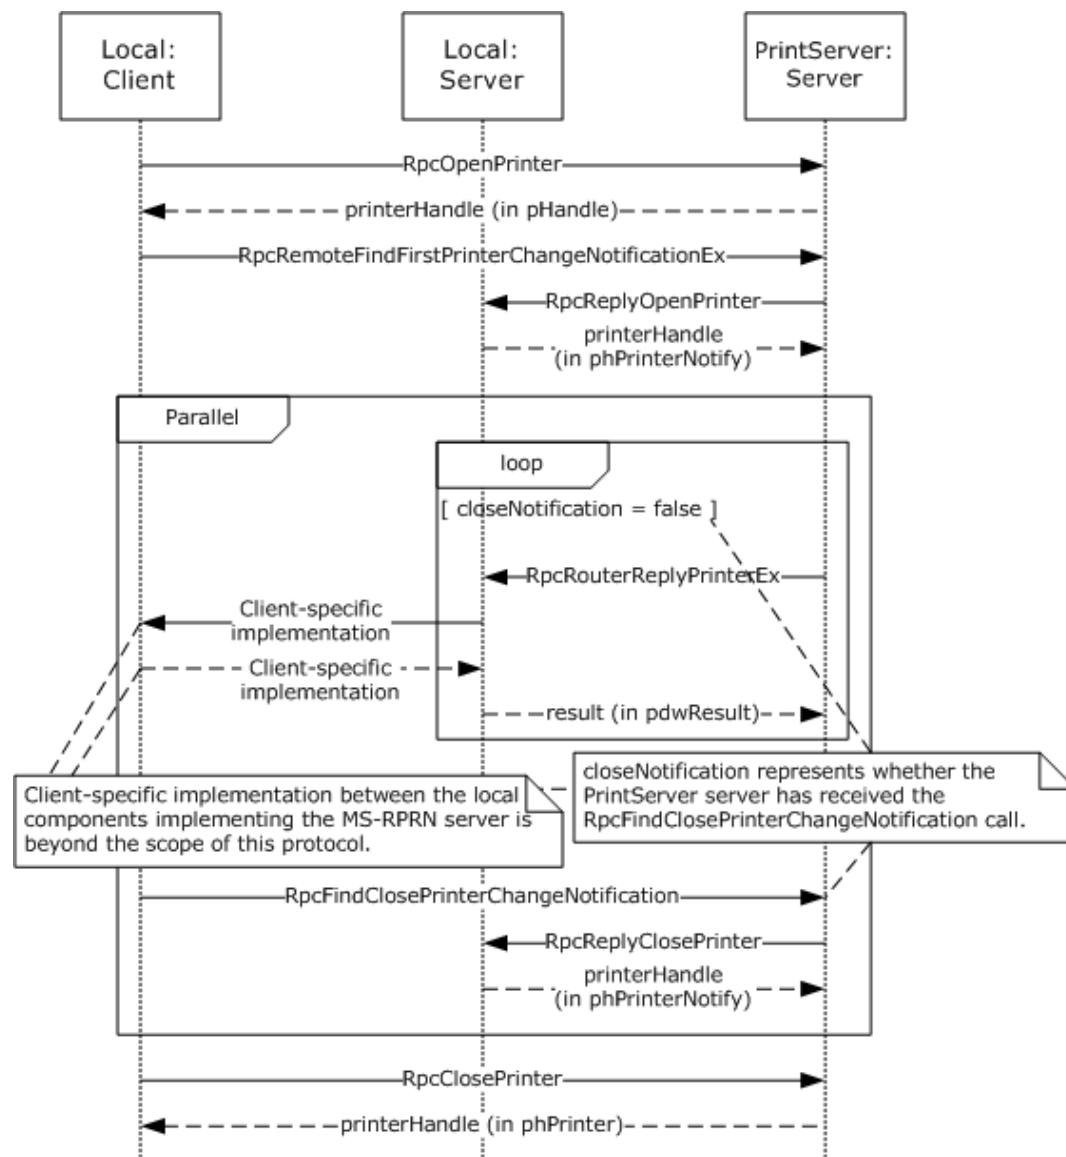 Local:
Client
Local:
Server
PrintServer:
Server
RpcOpenPrinter
printerHandle (in pHandle)
RpcRemoteFindFirstPrinterChangeNotificationEx
RpcReplyOpenPrinter
printerHandle
(in phPrinterNotify)
Parallel
loop
[ closeNotification = false ]
RpcRouterReplyPrinterEx
Client-specific
implementation
Client-specific
implementation
result (in pdwResult)
closeNotification represents whether the
PrintServer server has received the
RpcFindClosePrinterChangeNotification call.
Client-specific implementation between the local
components implementing the MS-RPRN server is
beyond the scope of this protocol.
RpcFindClosePrinterChangeNotification
RpcReplyClosePrinter
printerHandle
(in phPrinterNotify)
RpcClosePrinter
printerHandle (in phPrinter)